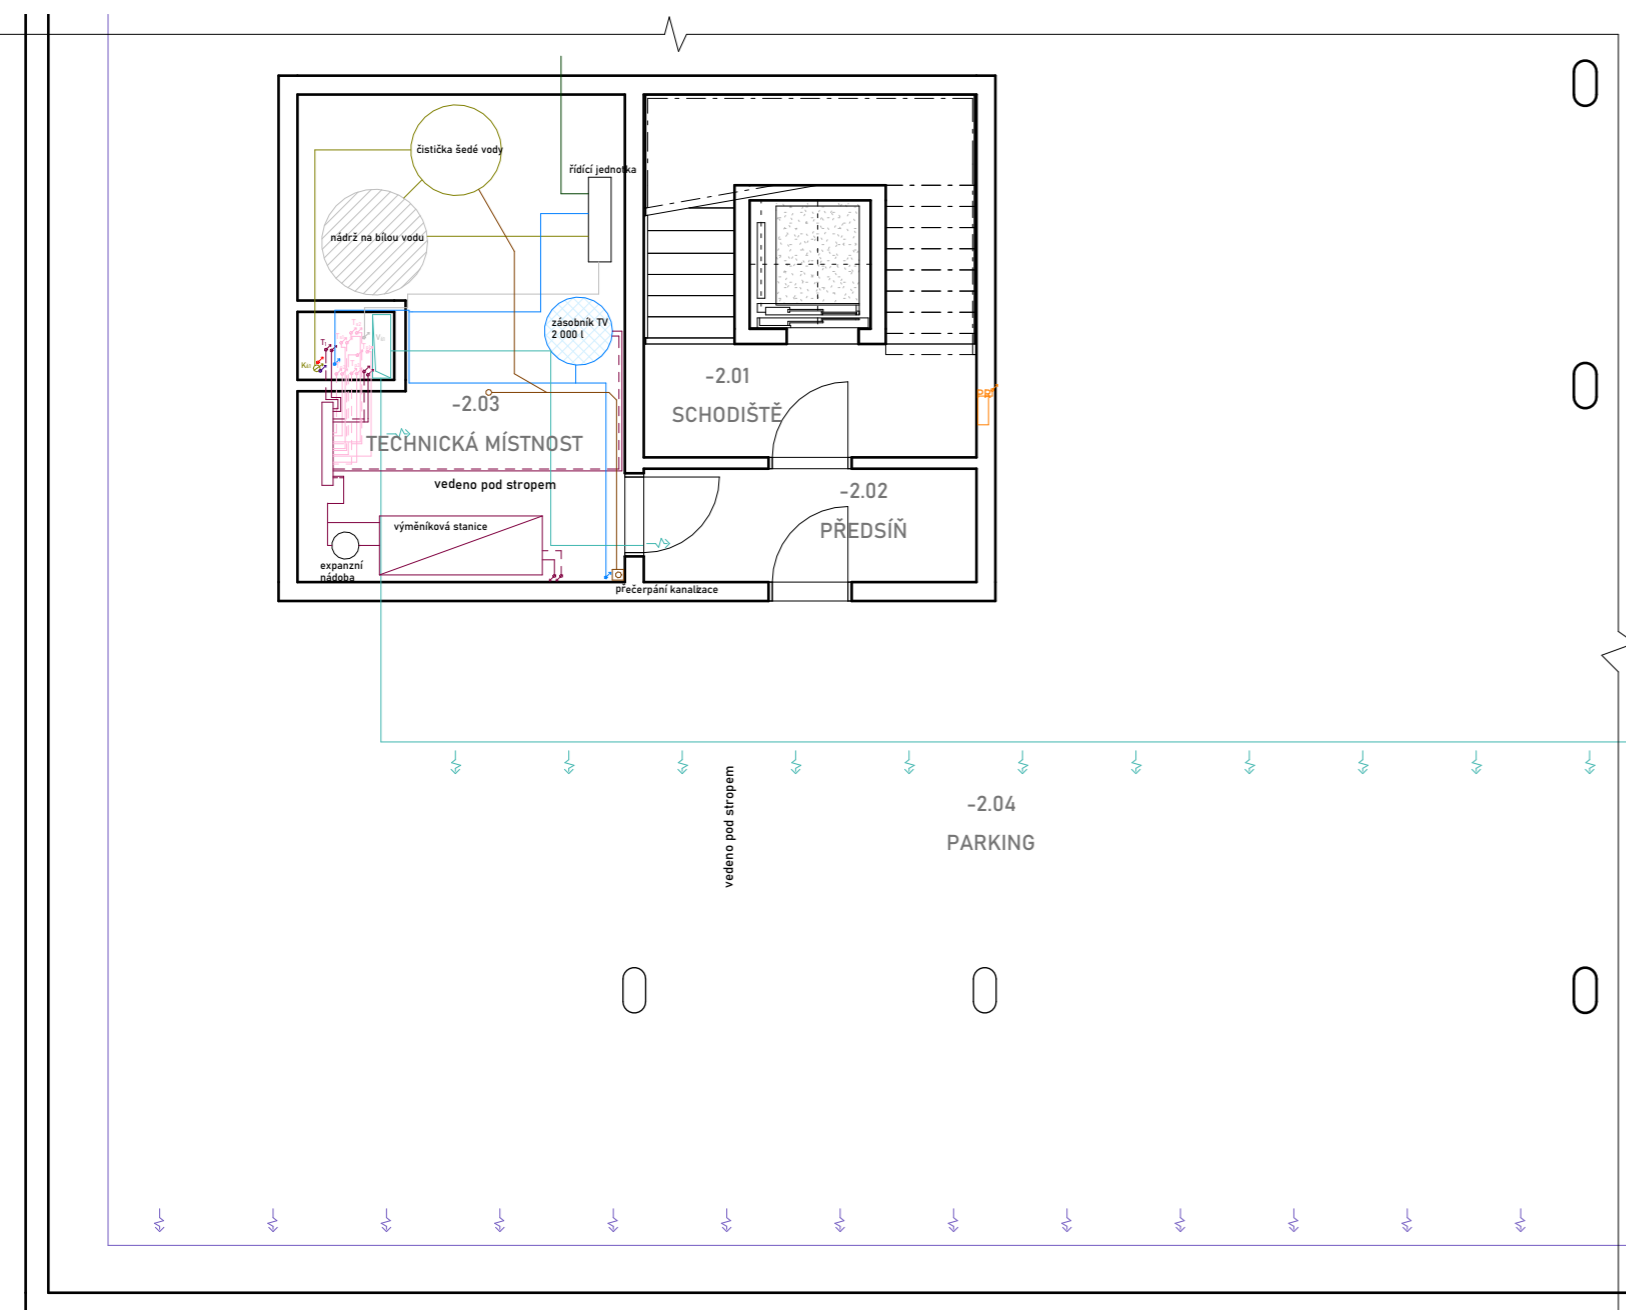 čistička šedé vody
řídící jednotka
nádrž na bílou vodu
zásobník TV
2 000 l
-2.01
SCHODIŠTĚ
-2.03
TECHNICKÁ MÍSTNOST
vedeno pod stropem
-2.02
PŘEDSÍŇ
výměníková stanice
expanzní
nádoba
přečerpání kanalizace
vedeno pod stropem
-2.04
PARKING